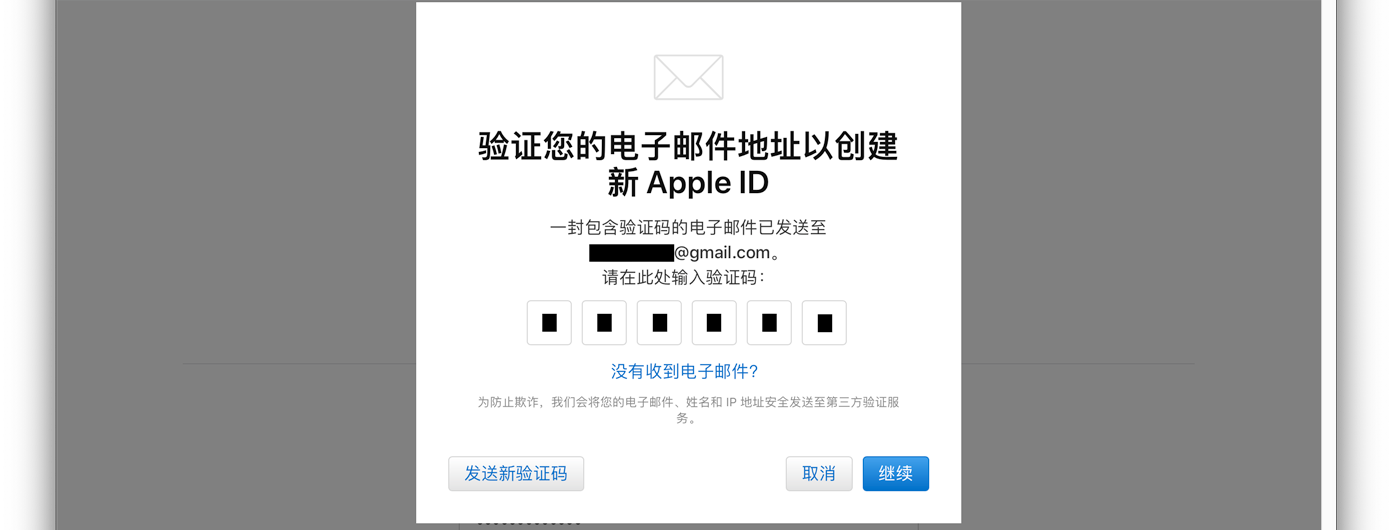 验证您的电子邮件地址以创建
新 Apple ID
一封包含验证码的电子邮件已发送至
@gmail.com。
请在此处输入验证码：
没有收到电子邮件?
为防止欺诈，我们会将您的电子邮件、姓名和 IP 地址安全发送至第三方验证服
务。
发送新验证码
取消
继续